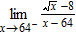 lim x→64⁻ (√x − 8)/(x − 64)